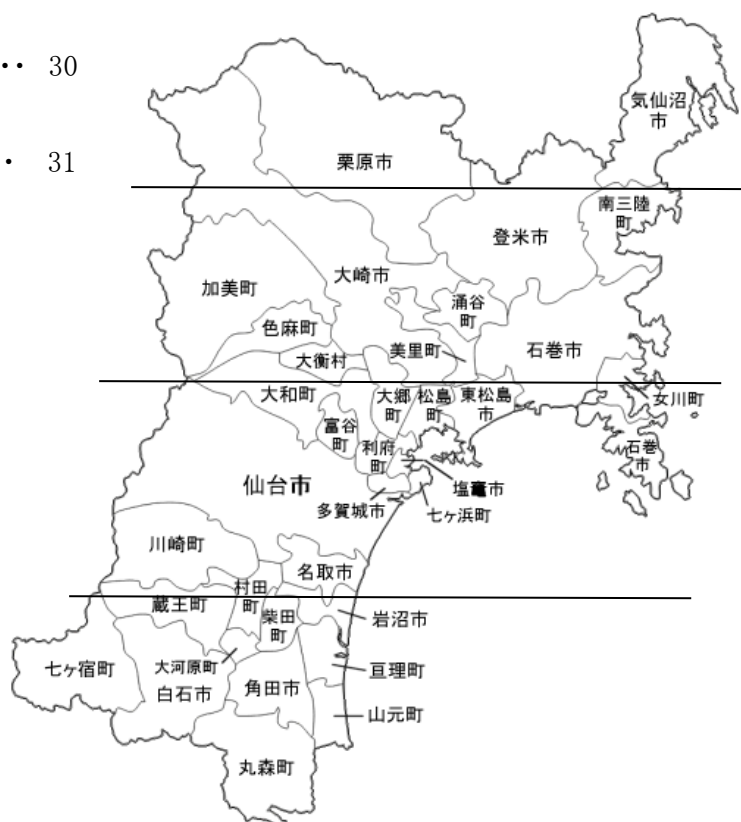 ‥ 30
気仙沼
市
・ 31
栗原市
南三陸
町
登米市
大崎市
加美町
涌谷
町
色麻町
美里町
石巻市
大衡村
大和町
大郷
町
松島
町
東松島
市
女川町
富谷
町
利府
町
石巻
市
仙台市
塩竈市
多賀城市
七ヶ浜町
川崎町
名取市
村田
町
蔵王町
柴田
町
岩沼市
七ヶ宿町
大河原町
亘理町
白石市
角田市
山元町
丸森町